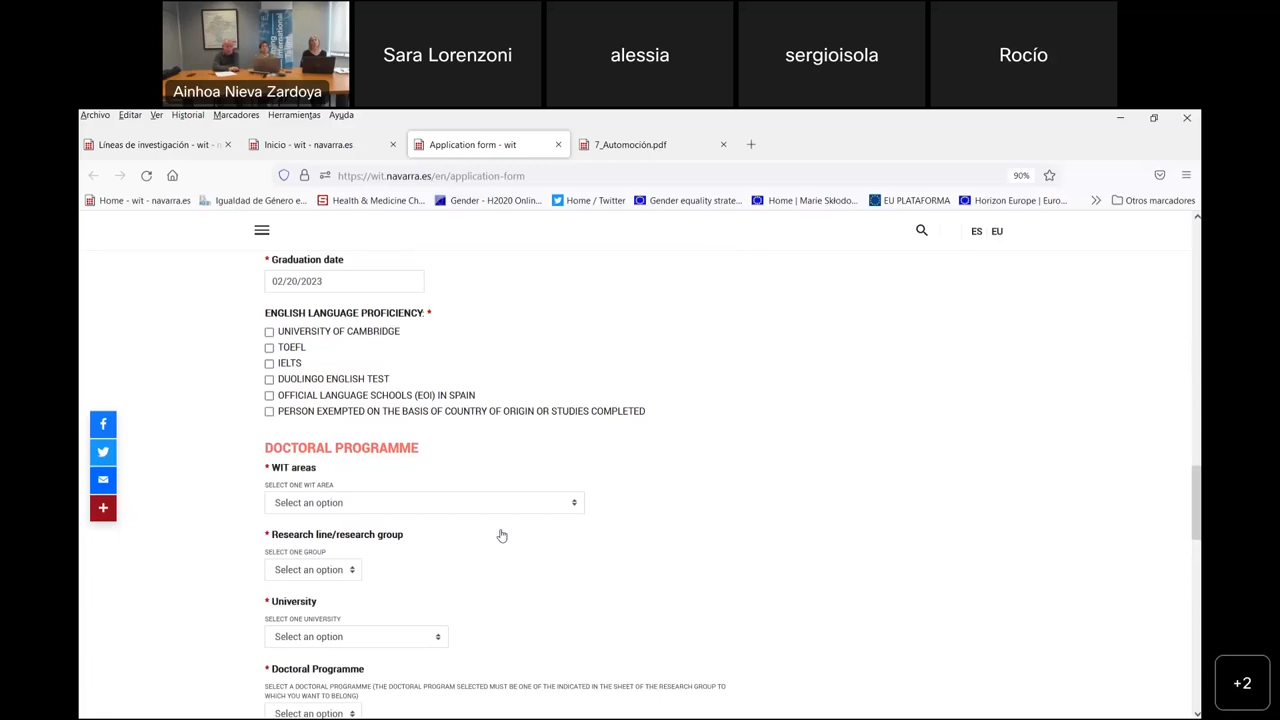 Ainhoa Nieva Zardoya
Sara Lorenzoni
alessia
sergioisola
Rocío
Archivo Editar Ver Historial Marcadores Herramientas Ayuda
Líneas de investigación - wit - n
Inicio - wit - navarra.es
Application form - wit
7_Automoción.pdf
https://wit.navarra.es/en/application-form
90%
Home - wit - navarra.es
Igualdad de Género e...
Health & Medicine Ch...
Gender - H2020 Onlin...
Home / Twitter
Gender equality strate...
Home | Marie Skłodo...
EU PLATAFORMA
Horizon Europe | Euro...
Otros marcadores
ES EU
* Graduation date
02/20/2023
ENGLISH LANGUAGE PROFICIENCY: *
UNIVERSITY OF CAMBRIDGE
TOEFL
IELTS
DUOLINGO ENGLISH TEST
OFFICIAL LANGUAGE SCHOOLS (EOI) IN SPAIN
PERSON EXEMPTED ON THE BASIS OF COUNTRY OF ORIGIN OR STUDIES COMPLETED
DOCTORAL PROGRAMME
* WIT areas
SELECT ONE WIT AREA
Select an option
* Research line/research group
SELECT ONE GROUP
Select an option
* University
SELECT ONE UNIVERSITY
Select an option
* Doctoral Programme
SELECT A DOCTORAL PROGRAMME (THE DOCTORAL PROGRAM SELECTED MUST BE ONE OF THE INDICATED IN THE SHEET OF THE RESEARCH GROUP TO
WHICH YOU WANT TO BELONG)
Select an option
+2